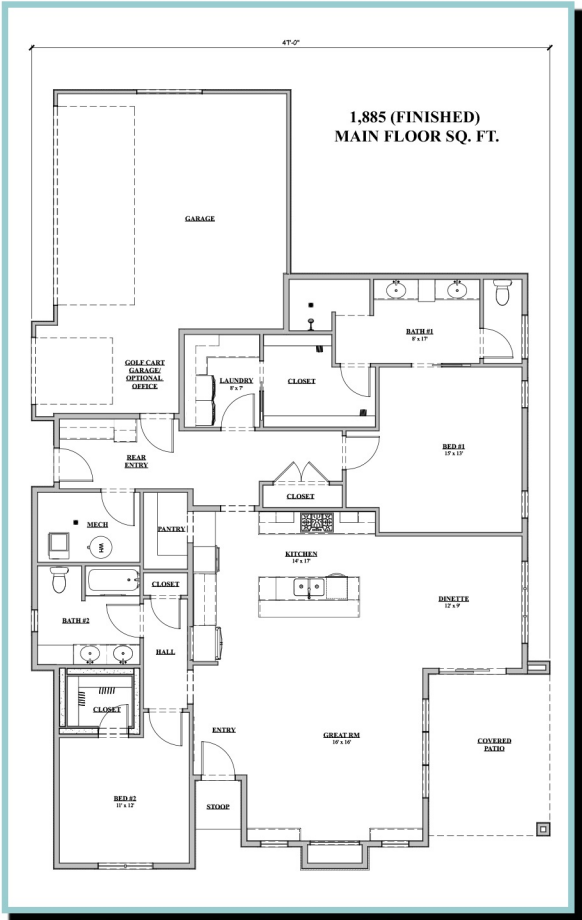 47'-0"
1,885 (FINISHED)
MAIN FLOOR SQ. FT.
GARAGE
BATH #1
8' x 17'
GOLF CART
GARAGE/
OPTIONAL
OFFICE
LAUNDRY
8' x 7'
CLOSET
BED #1
15' x 13'
REAR
ENTRY
CLOSET
MECH
WH
PANTRY
KITCHEN
14' x 17'
CLOSET
DINETTE
12' x 9'
BATH #2
HALL
CLOSET
ENTRY
GREAT RM
16' x 16'
COVERED
PATIO
BED #2
11' x 12'
STOOP